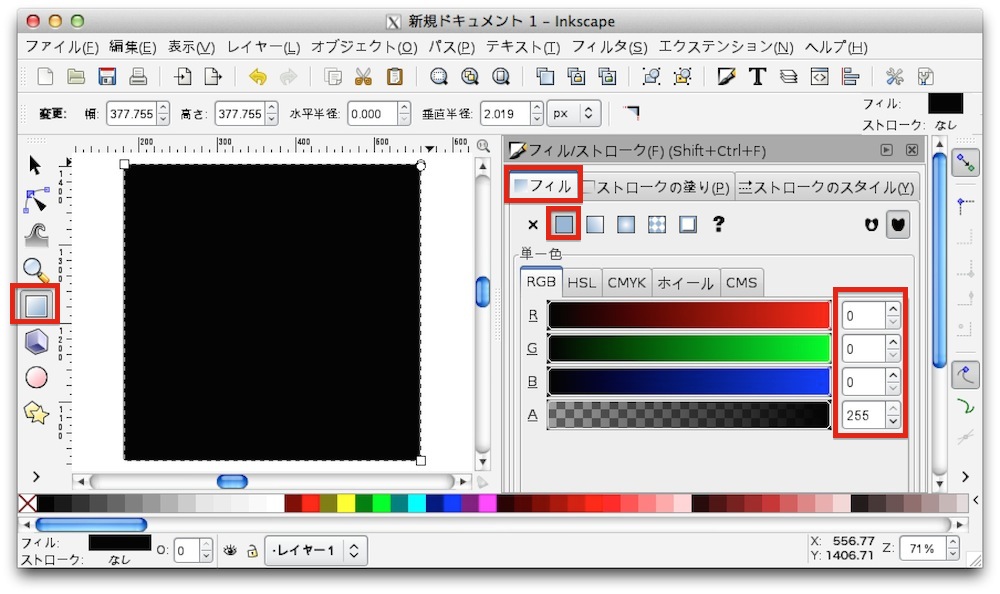 新規ドキュメント 1 – Inkscape
ファイル(F) 編集(E) 表示(V) レイヤー(L) オブジェクト(O) パス(P) テキスト(T) フィルタ(S) エクステンション(N) ヘルプ(H)
変更: 幅: 377.755 高さ: 377.755 水平半径: 0.000 垂直半径: 2.019 px フィル:
ストローク: なし
200 300 400 500 600
1400
1300
1200
1100
フィル/ストローク(F) (Shift+Ctrl+F)
フィル ストロークの塗り(P) ストロークのスタイル(Y)
?
単一色
RGB HSL CMYK ホイール CMS
R 0
G 0
B 0
A 255
フィル:
ストローク: なし
O: 0 ·レイヤー1
X: 556.77
Y: 1406.71
Z: 71%